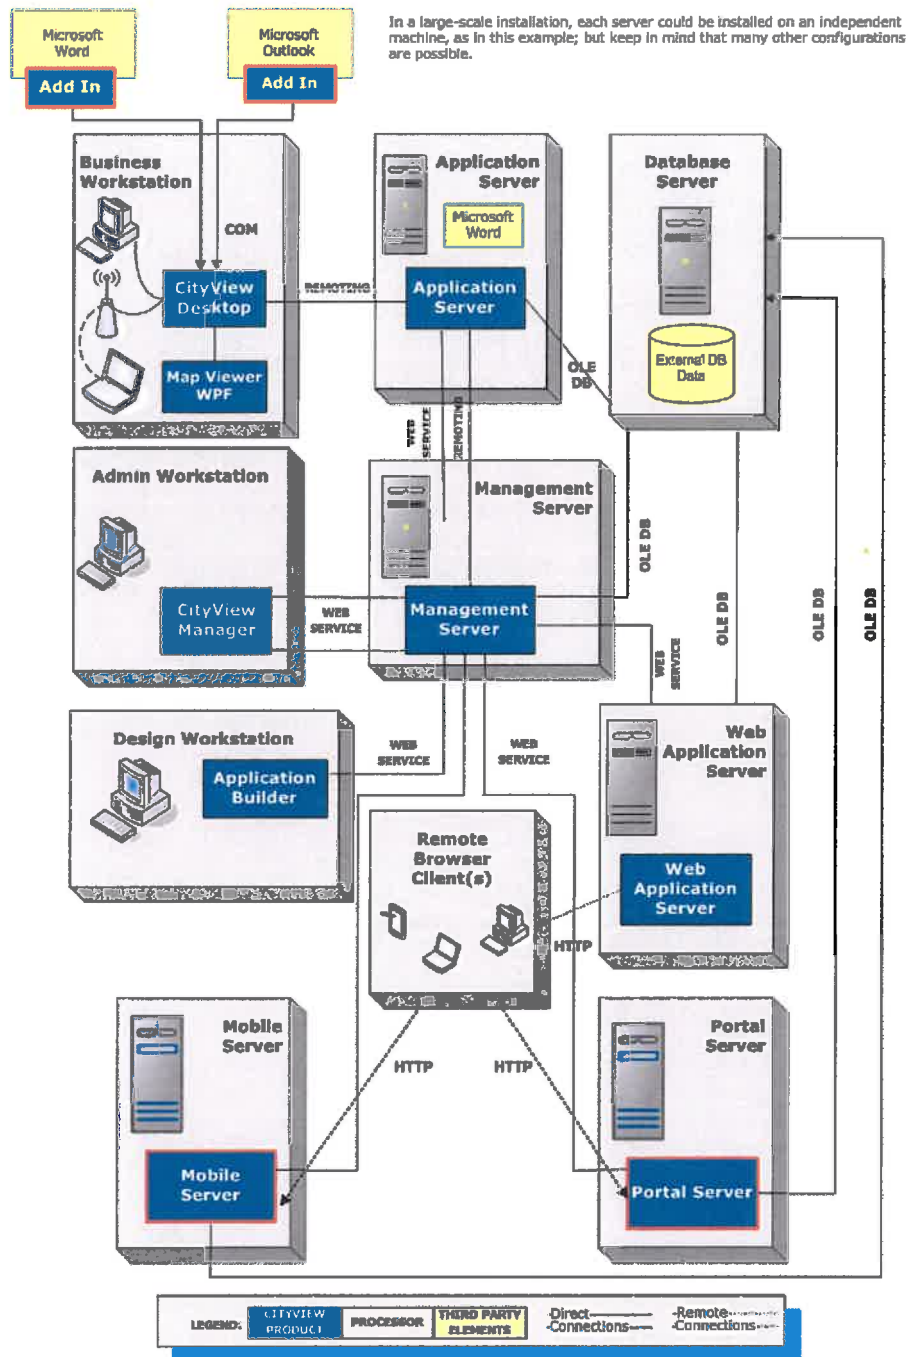 In a large-scale installation, each server could be installed on an independent
machine, as in this example; but keep in mind that many other configurations
are possible.
Microsoft
Word
Add In
Microsoft
Outlook
Add In
Business
Workstation
COM
CityView
Desktop
Map Viewer
WPF
REMOTING
Application
Server
Microsoft
Word
Application
Server
OLE
DB
Database
Server
External DB
Data
WEB
SERVICE
REMOTING
Admin Workstation
CityView
Manager
WEB
SERVICE
Management
Server
Management
Server
OLE DB
OLE DB
OLE DB
OLE DB
WEB
SERVICE
Design Workstation
Application
Builder
WEB
SERVICE
WEB
SERVICE
Web
Application
Server
Web
Application
Server
Remote
Browser
Client(s)
HTTP
Mobile
Server
Mobile
Server
HTTP
HTTP
Portal
Server
Portal Server
LEGEND:
CITYVIEW
PRODUCT
PROCESSOR
THIRD PARTY
ELEMENTS
Direct
Connections
Remote
Connections